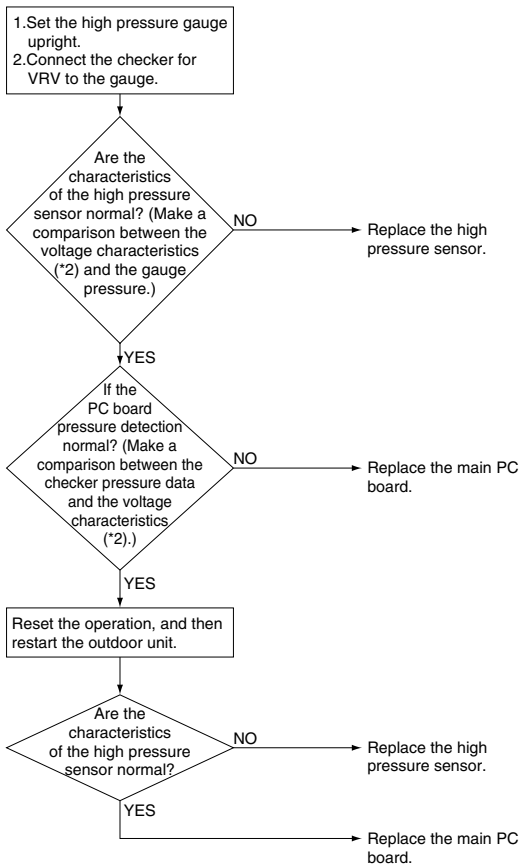 1.Set the high pressure gauge
upright.
2.Connect the checker for
VRV to the gauge.
Are the
characteristics
of the high pressure
sensor normal? (Make a
comparison between the
voltage characteristics
(*2) and the gauge
pressure.)
NO
Replace the high
pressure sensor.
YES
If the
PC board
pressure detection
normal? (Make a
comparison between the
checker pressure data
and the voltage
characteristics
(*2).)
NO
Replace the main PC
board.
YES
Reset the operation, and then
restart the outdoor unit.
Are the
characteristics
of the high pressure
sensor normal?
NO
Replace the high
pressure sensor.
YES
Replace the main PC
board.